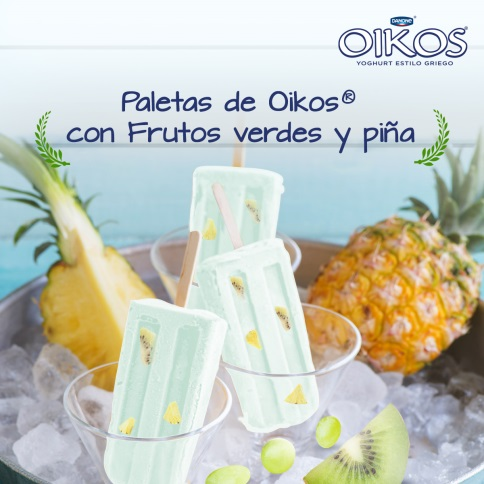 DANONE
OIKOS®
YOGHURT ESTILO GRIEGO
Paletas de Oikos®
con Frutos verdes y piña